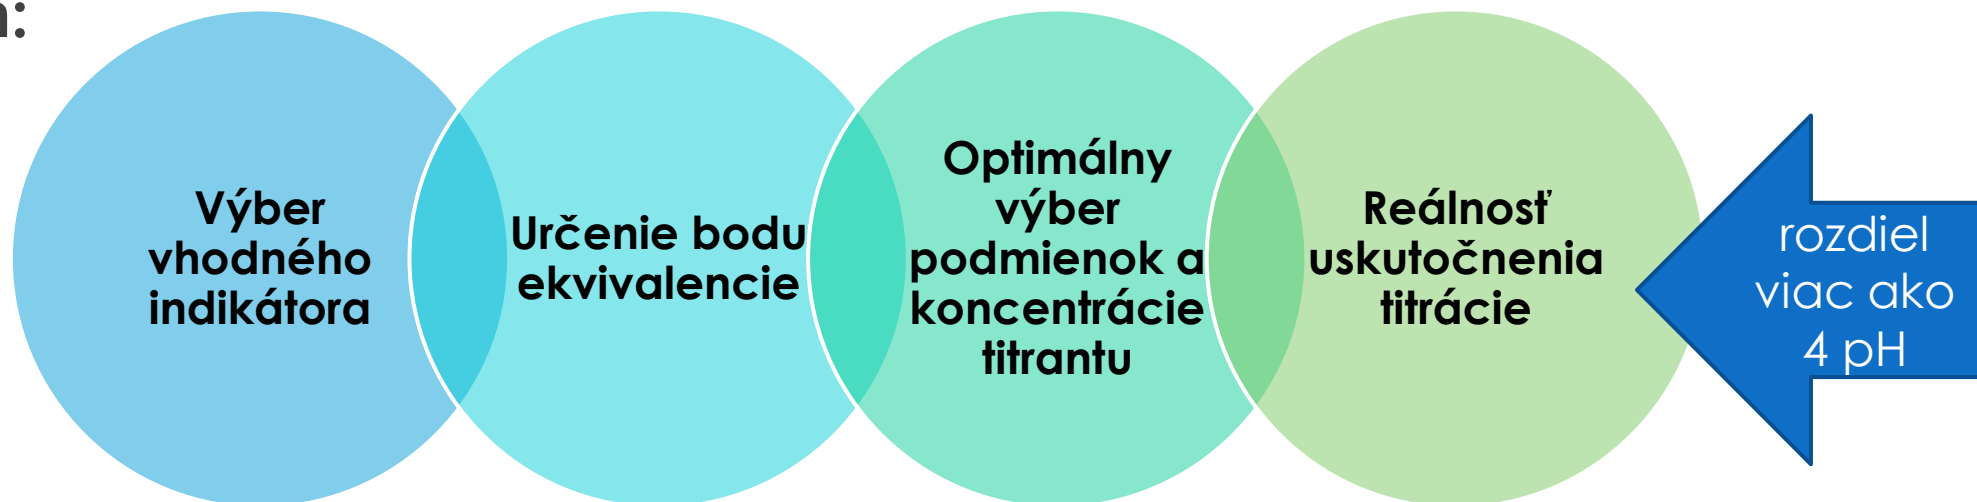 Výber
vhodného
indikátora
Určenie bodu
ekvivalencie
Optimálny
výber
podmienok a
koncentrácie
titrantu
Reálnosť
uskutočnenia
titrácie
rozdiel
viac ako
4 pH